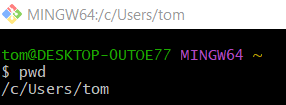 MINGW64:/c/Users/tom
tom@DESKTOP-OUTOE77 MINGW64 ~
$ pwd
/c/Users/tom